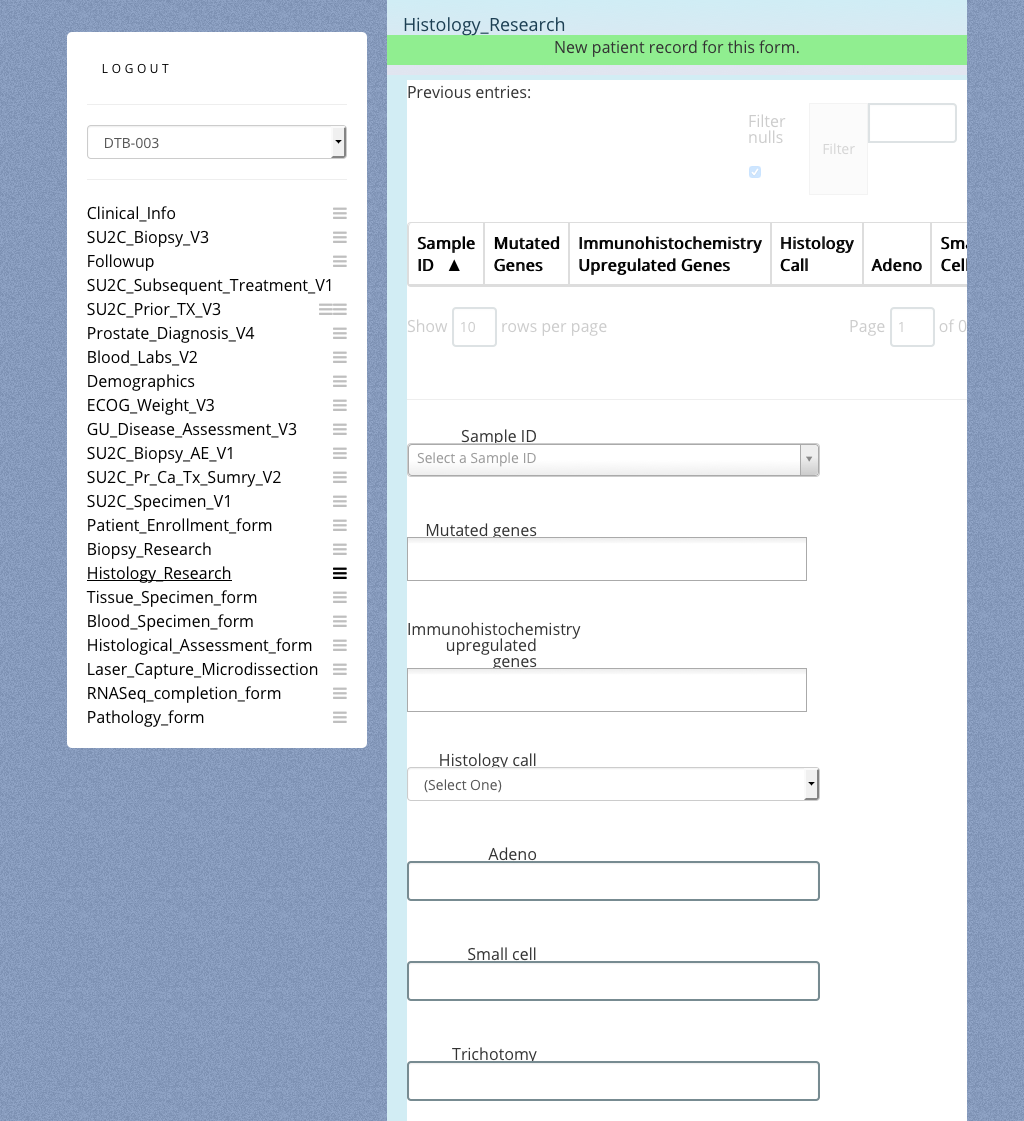 LOGOUT
DTB-003
Clinical_Info
SU2C_Biopsy_V3
Followup
SU2C_Subsequent_Treatment_V1
SU2C_Prior_TX_V3
Prostate_Diagnosis_V4
Blood_Labs_V2
Demographics
ECOG_Weight_V3
GU_Disease_Assessment_V3
SU2C_Biopsy_AE_V1
SU2C_Pr_Ca_Tx_Sumry_V2
SU2C_Specimen_V1
Patient_Enrollment_form
Biopsy_Research
Histology_Research
Tissue_Specimen_form
Blood_Specimen_form
Histological_Assessment_form
Laser_Capture_Microdissection
RNASeq_completion_form
Pathology_form
Histology_Research
New patient record for this form.
Previous entries:
Filter
nulls
Filter
Sample
ID ▲
Mutated
Genes
Immunohistochemistry
Upregulated Genes
Histology
Call
Adeno
Sma
Cell
Show 10 rows per page
Page 1 of 0
Sample ID
Select a Sample ID
Mutated genes
Immunohistochemistry
upregulated
genes
Histology call
(Select One)
Adeno
Small cell
Trichotomy